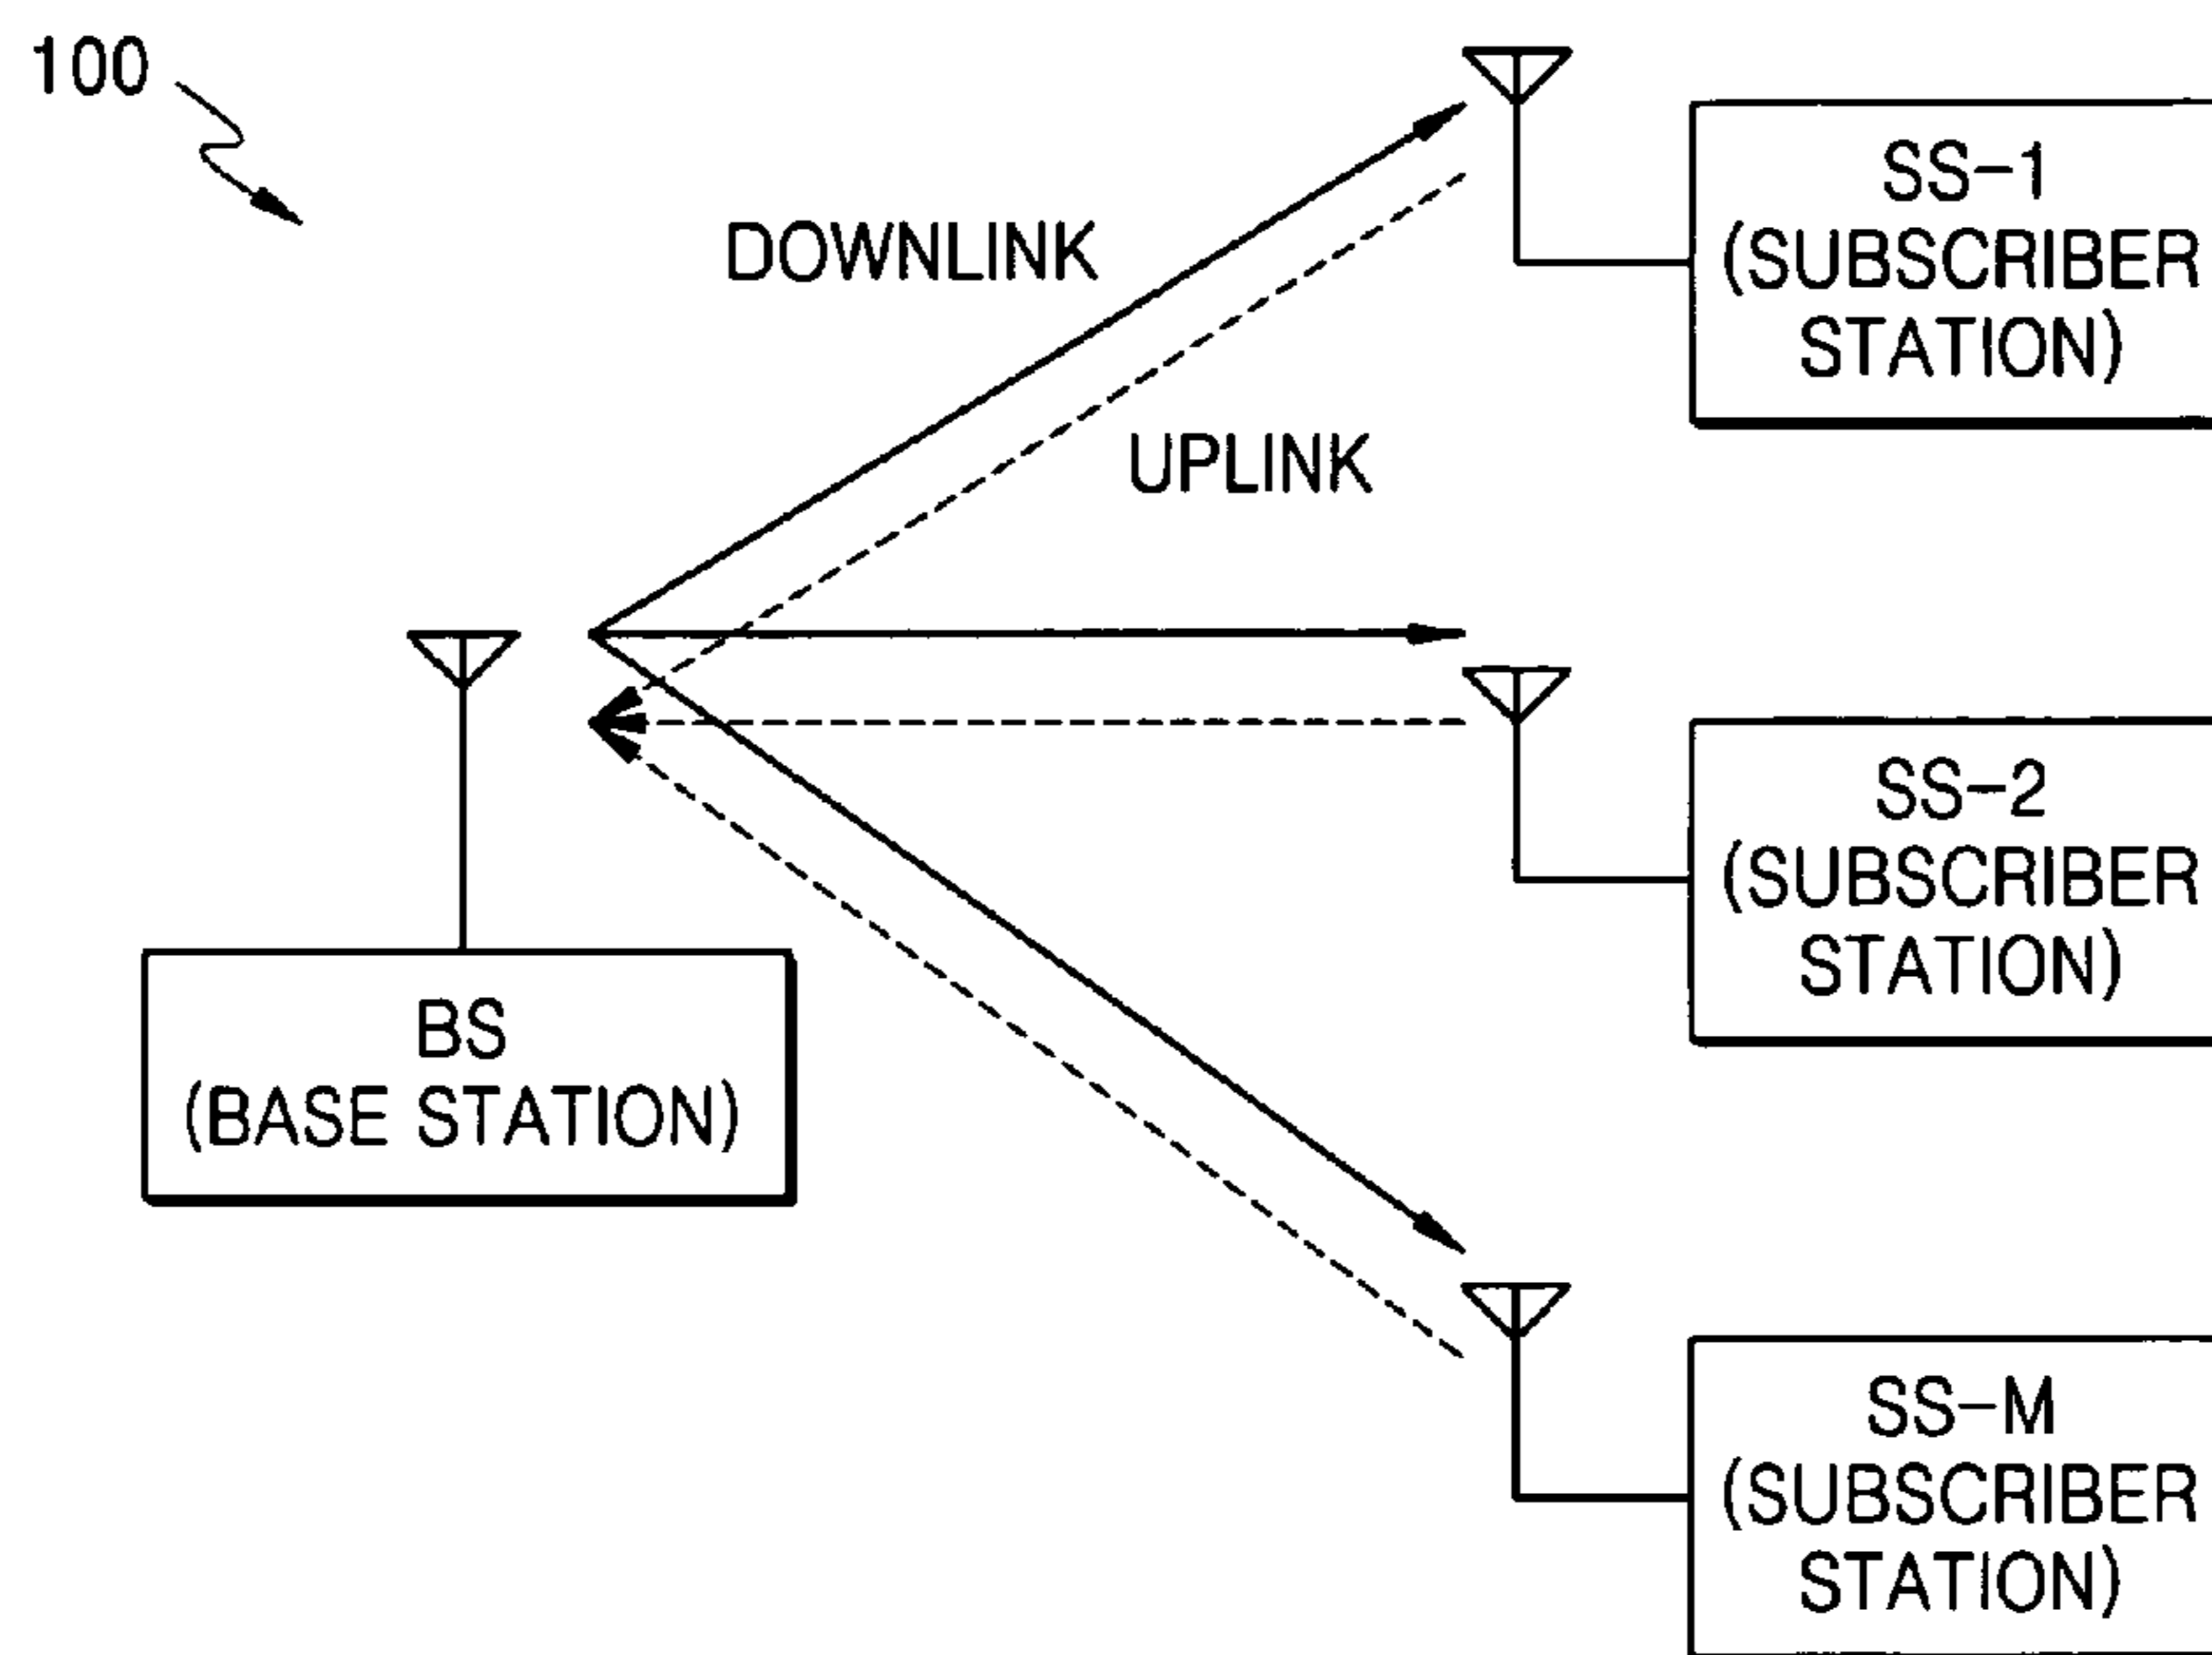 100
DOWNLINK
UPLINK
SS-1
(SUBSCRIBER
STATION)
SS-2
(SUBSCRIBER
STATION)
BS
(BASE STATION)
SS-M
(SUBSCRIBER
STATION)